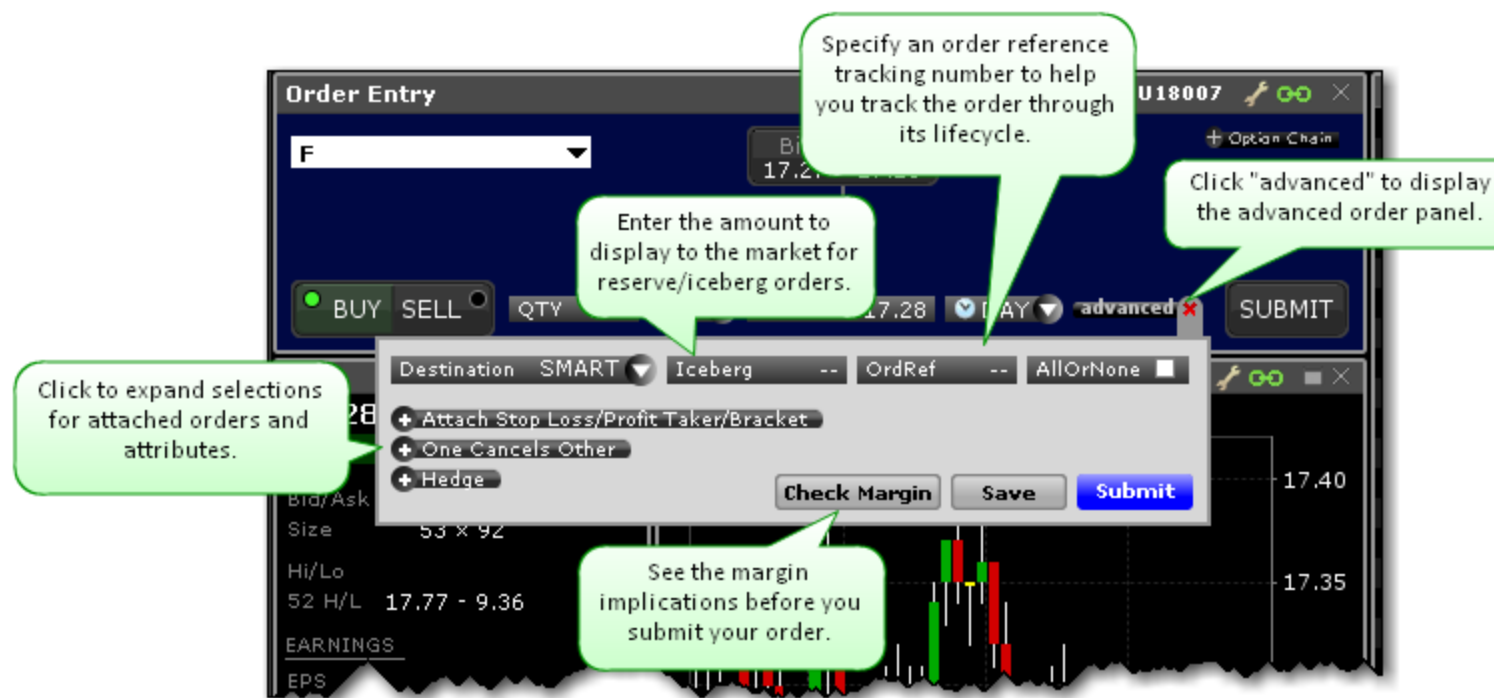 Specify an order reference
tracking number to help
you track the order through
its lifecycle.
Order Entry
U18007
F
17.2
Option Chain
Click "advanced" to display
the advanced order panel.
Enter the amount to
display to the market for
reserve/iceberg orders.
BUY SELL QTY 17.28 DAY advanced SUBMIT
Destination SMART Iceberg -- OrdRef -- AllOrNone
Click to expand selections
for attached orders and
attributes.
28
Attach Stop Loss/Profit Taker/Bracket
One Cancels Other
Hedge
Check Margin Save Submit
17.40
Bid/Ask
Size 53 × 92
See the margin
implications before you
submit your order.
Hi/Lo
52 H/L 17.77 - 9.36
17.35
EARNINGS
EPS